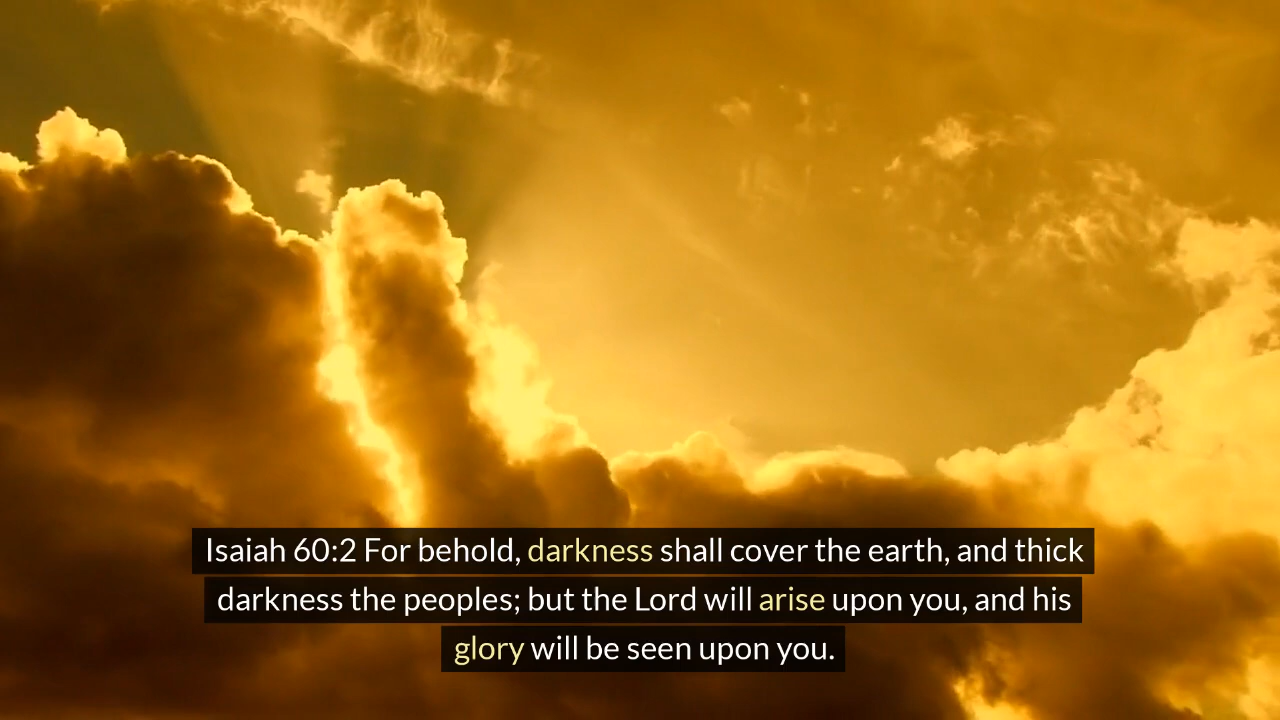 Isaiah 60:2 For behold, darkness shall cover the earth, and thick
darkness the peoples; but the Lord will arise upon you, and his
glory will be seen upon you.